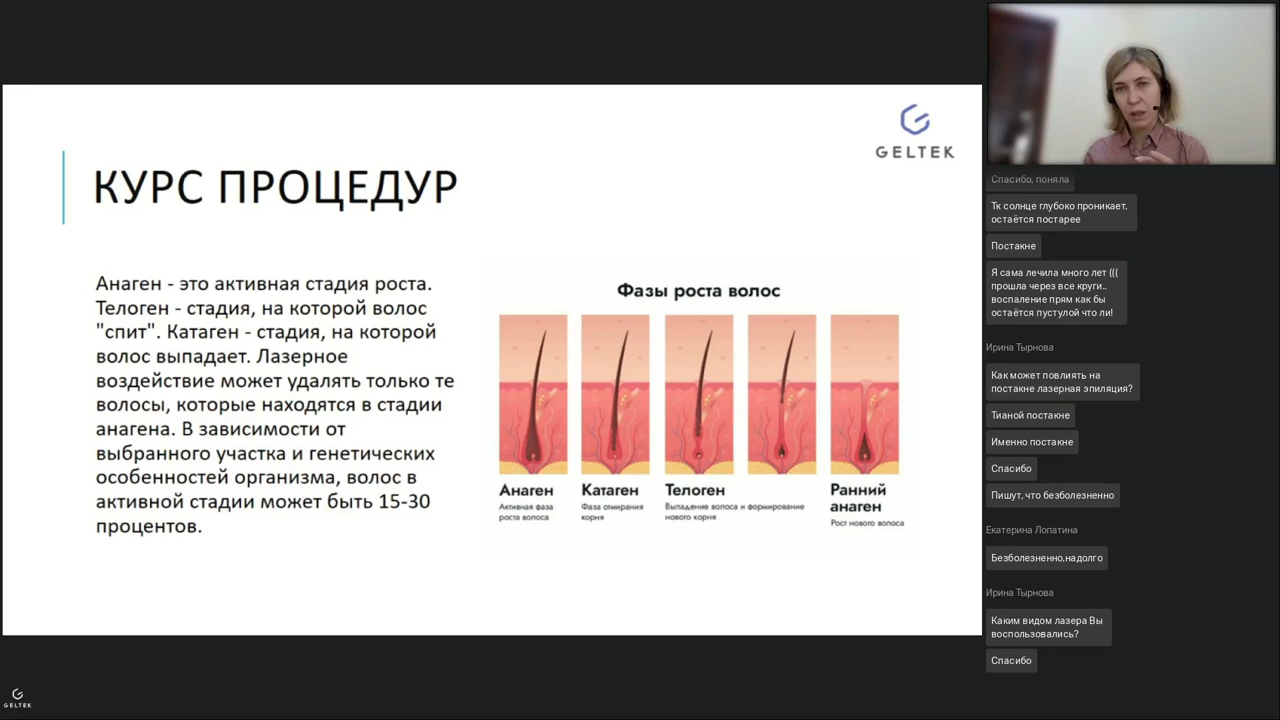 GELTEK
КУРС ПРОЦЕДУР
Анаген - это активная стадия роста.
Телоген - стадия, на которой волос
"спит". Катаген - стадия, на которой
волос выпадает. Лазерное
воздействие может удалять только те
волосы, которые находятся в стадии
анагена. В зависимости от
выбранного участка и генетических
особенностей организма, волос в
активной стадии может быть 15-30
процентов.
Фазы роста волос
Анаген
Активная фаза
роста волоса
Катаген
Фаза отмирания
корня
Телоген
Выпадение волоса и формирование
нового корня
Ранний
анаген
Рост нового волоса
GELTEK
Спасибо, поняла
Тк солнце глубоко проникает,
остаётся постарее
Постакне
Я сама лечила много лет (((
прошла через все круги..
воспаление прям как бы
остаётся пустулой что ли!
Ирина Тырнова
Как может повлиять на
постакне лазерная эпиляция?
Тианой постакне
Именно постакне
Спасибо
Пишут, что безболезненно
Екатерина Лопатина
Безболезненно,надолго
Ирина Тырнова
Каким видом лазера Вы
воспользовались?
Спасибо